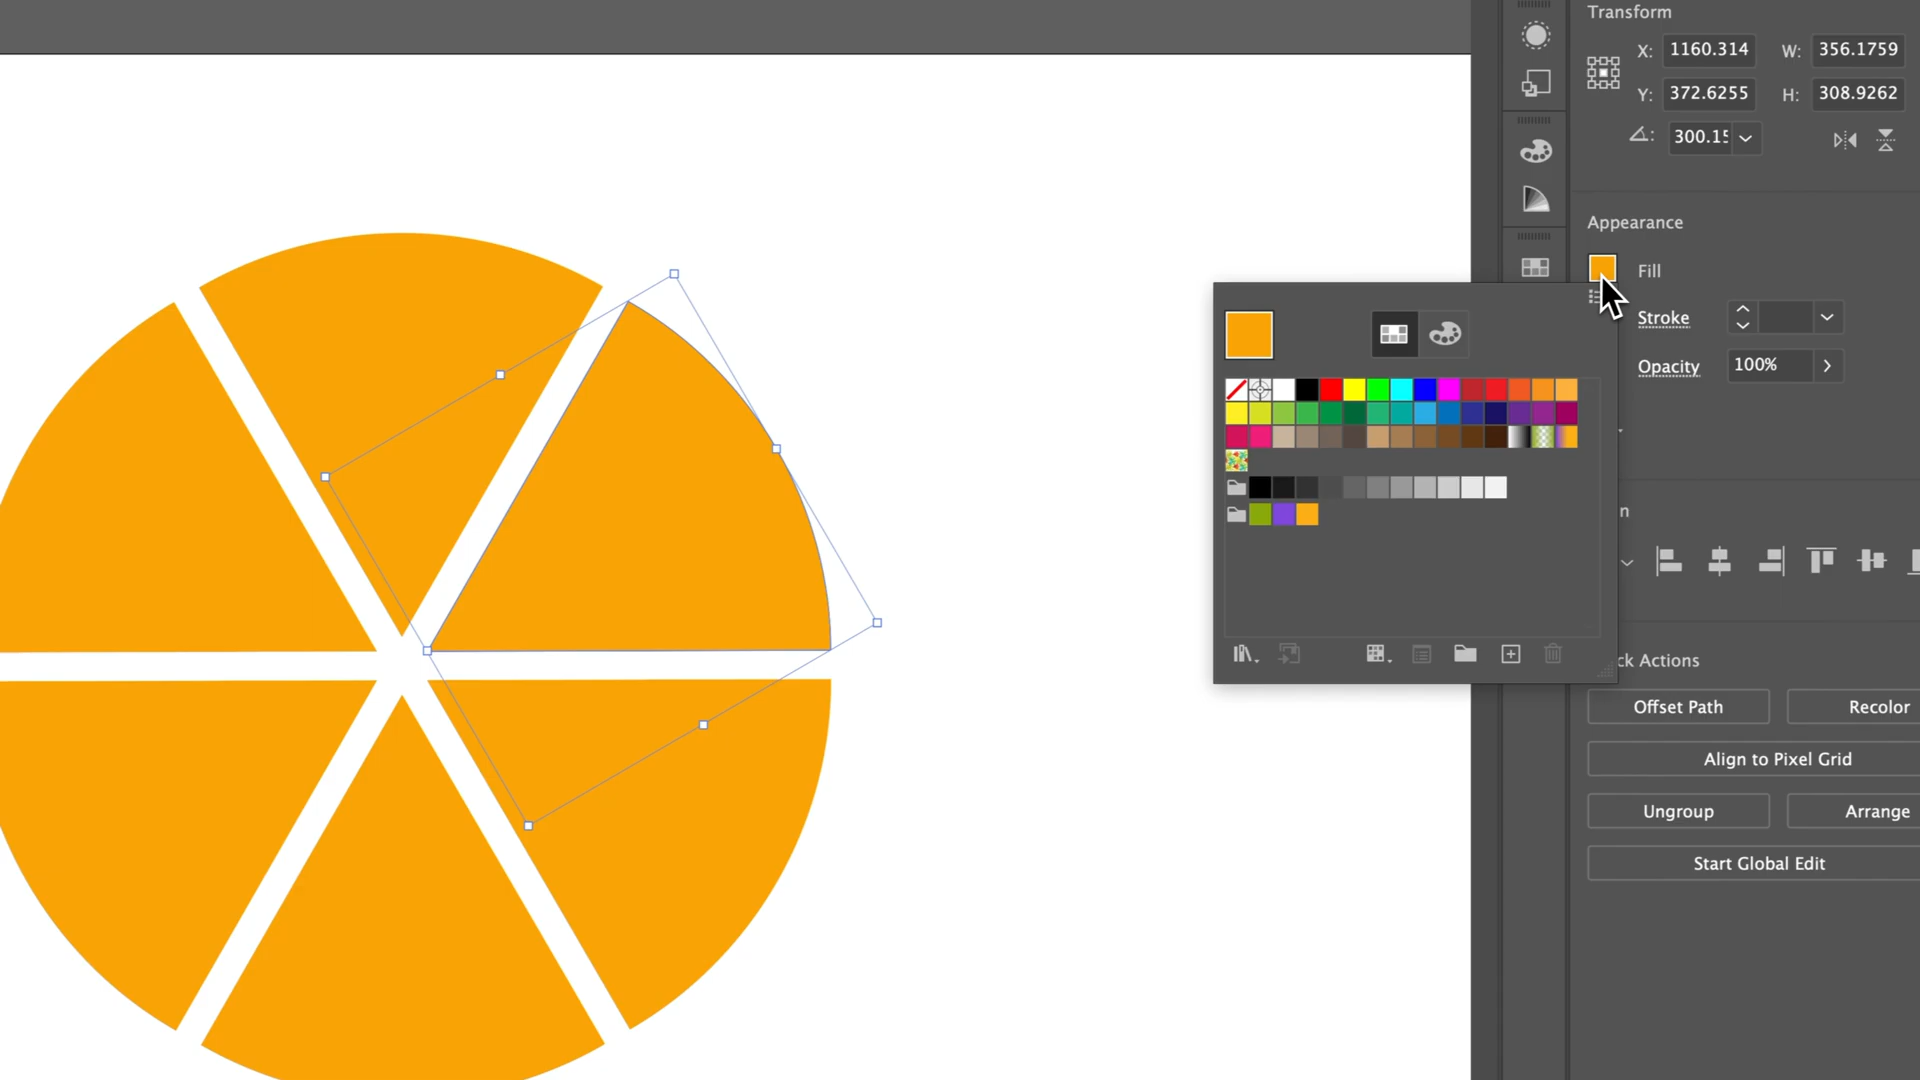 Transform
X: 1160.314 W: 356.1759
Y: 372.6255 H: 308.9262
300.15
Appearance
Fill
Stroke
Opacity 100%
n
ck Actions
Offset Path Recolor
Align to Pixel Grid
Ungroup Arrange
Start Global Edit